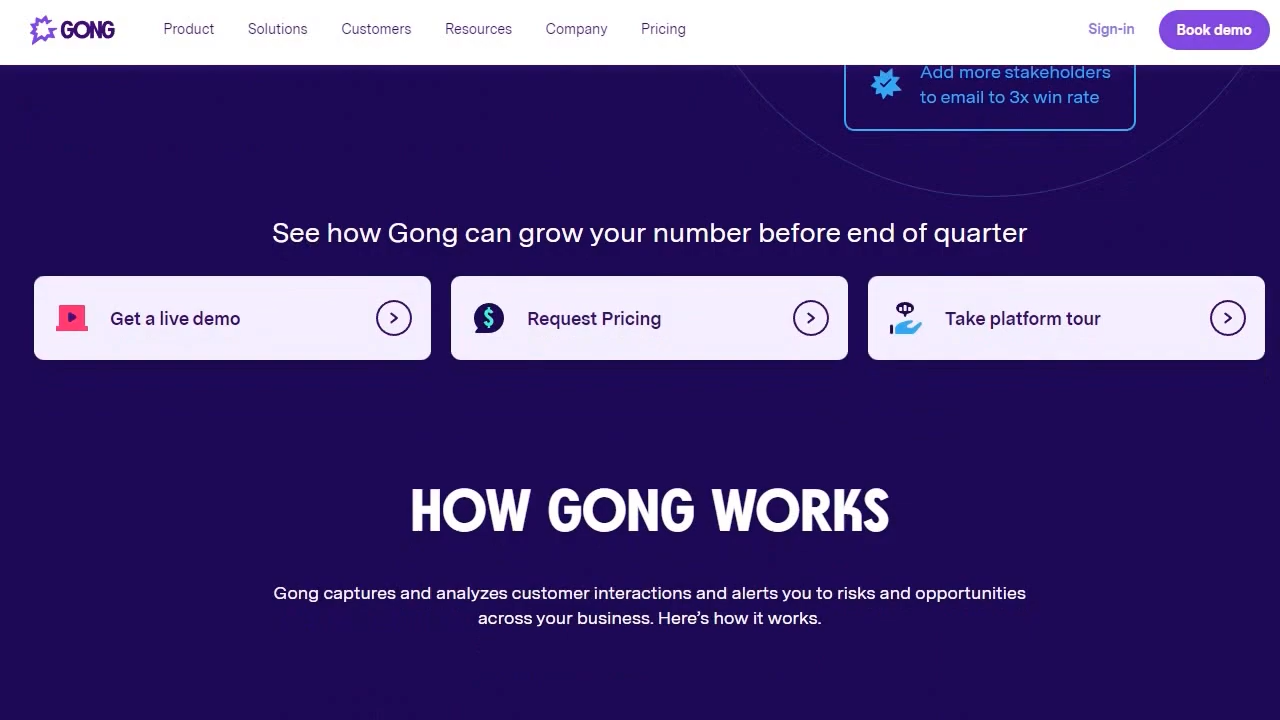 GONG
Product
Solutions
Customers
Resources
Company
Pricing
Sign-in
Book demo
Add more stakeholders
to email to 3x win rate
See how Gong can grow your number before end of quarter
Get a live demo
Request Pricing
Take platform tour
HOW GONG WORKS
Gong captures and analyzes customer interactions and alerts you to risks and opportunities
across your business. Here’s how it works.